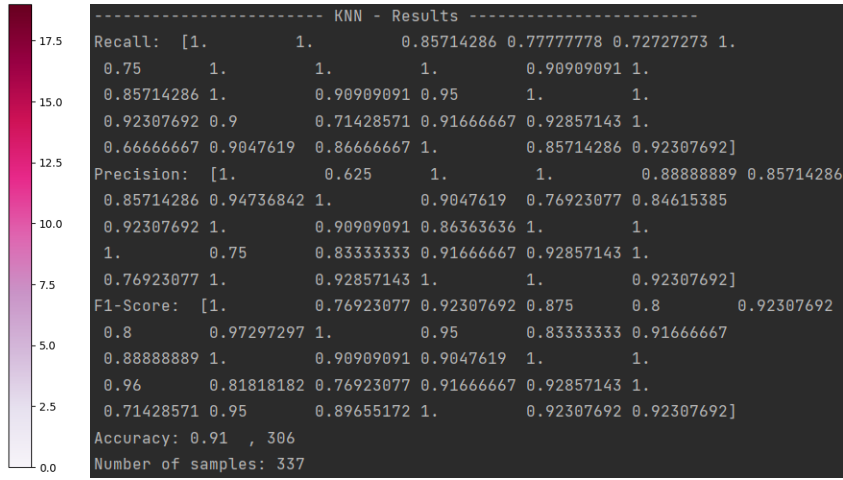 ------------------------ KNN - Results ------------------------
Recall:  [1.         1.         0.85714286 0.77777778 0.72727273 1.
 0.75       1.         1.         1.         0.90909091 1.
 0.85714286 1.         0.90909091 0.95       1.         1.
 0.92307692 0.9        0.71428571 0.91666667 0.92857143 1.
 0.66666667 0.9047619  0.86666667 1.         0.85714286 0.92307692]
Precision:  [1.         0.625      1.         1.         0.88888889 0.85714286
 0.85714286 0.94736842 1.         0.9047619  0.76923077 0.84615385
 0.92307692 1.         0.90909091 0.86363636 1.         1.
 1.         0.75       0.83333333 0.91666667 0.92857143 1.
 0.76923077 1.         0.92857143 1.         1.         0.92307692]
F1-Score:  [1.         0.76923077 0.92307692 0.875      0.8        0.92307692
 0.8        0.97297297 1.         0.95       0.83333333 0.91666667
 0.88888889 1.         0.90909091 0.9047619  1.         1.
 0.96       0.81818182 0.76923077 0.91666667 0.92857143 1.
 0.71428571 0.95       0.89655172 1.         0.92307692 0.92307692]
Accuracy: 0.91  , 306
Number of samples: 337
17.5
15.0
12.5
10.0
7.5
5.0
2.5
0.0